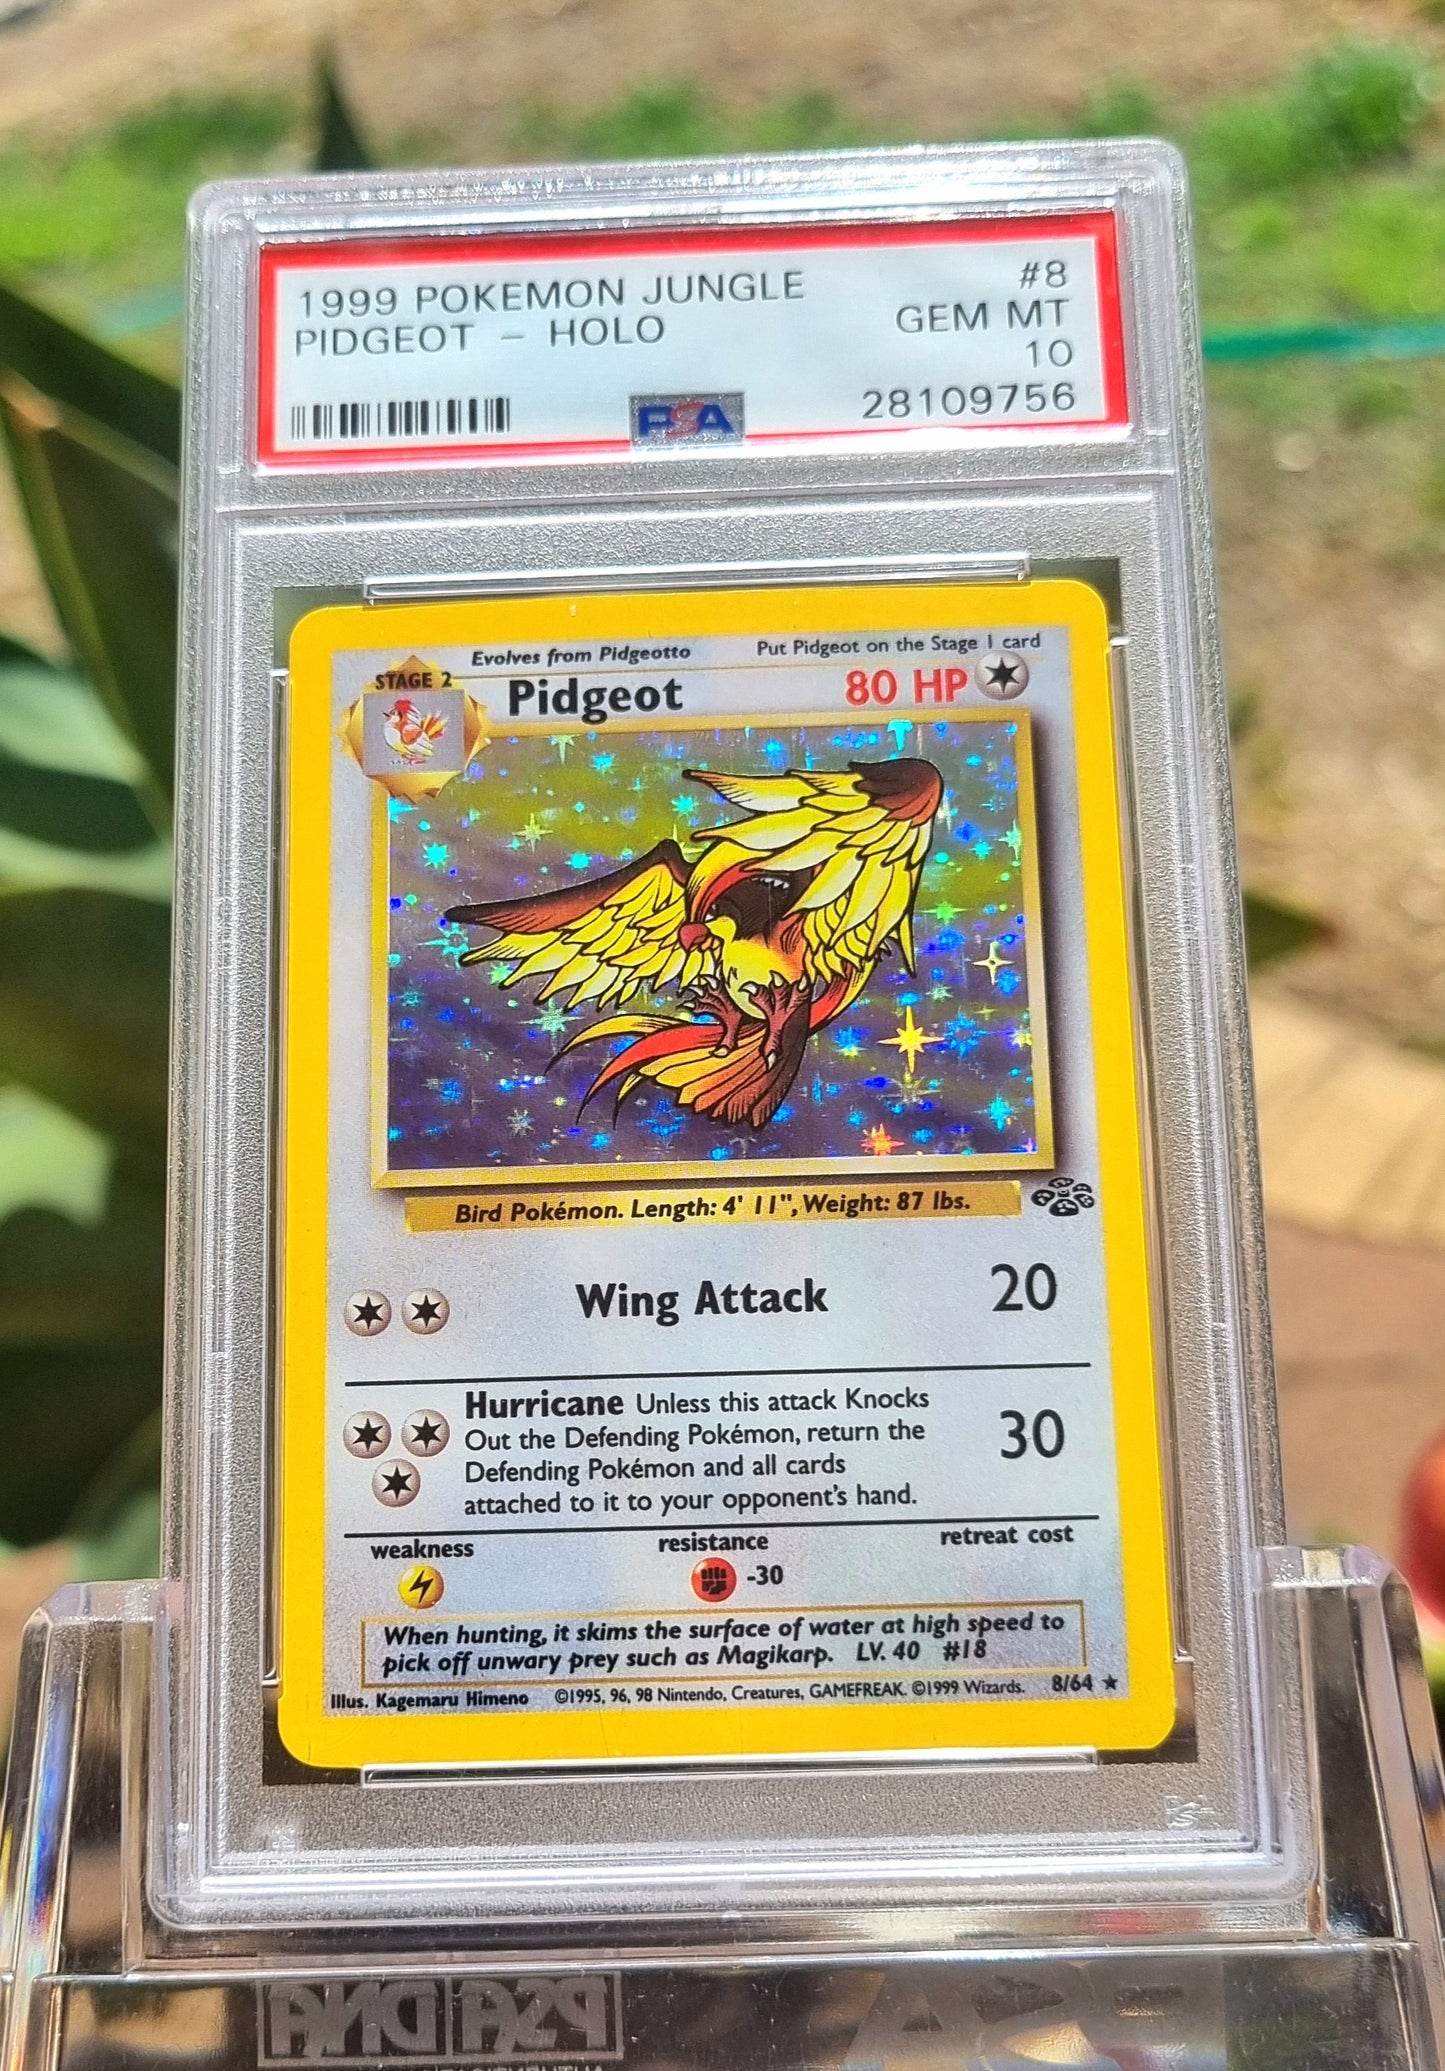 1999 POKEMON JUNGLE #8
PIDGEOT - HOLO GEM MT
10
PSA 28109756
Evolves from Pidgeotto Put Pidgeot on the Stage 1 card
STAGE 2
Pidgeot 80 HP
Bird Pokémon. Length: 4' 11", Weight: 87 lbs.
Wing Attack 20
Hurricane Unless this attack Knocks
Out the Defending Pokémon, return the
Defending Pokémon and all cards
attached to it to your opponent's hand.
30
weakness resistance retreat cost
-30
When hunting, it skims the surface of water at high speed to
pick off unwary prey such as Magikarp. LV. 40 #18
Illus. Kagemaru Himeno ©1995, 96, 98 Nintendo, Creatures, GAMEFREAK. ©1999 Wizards. 8/64 ★